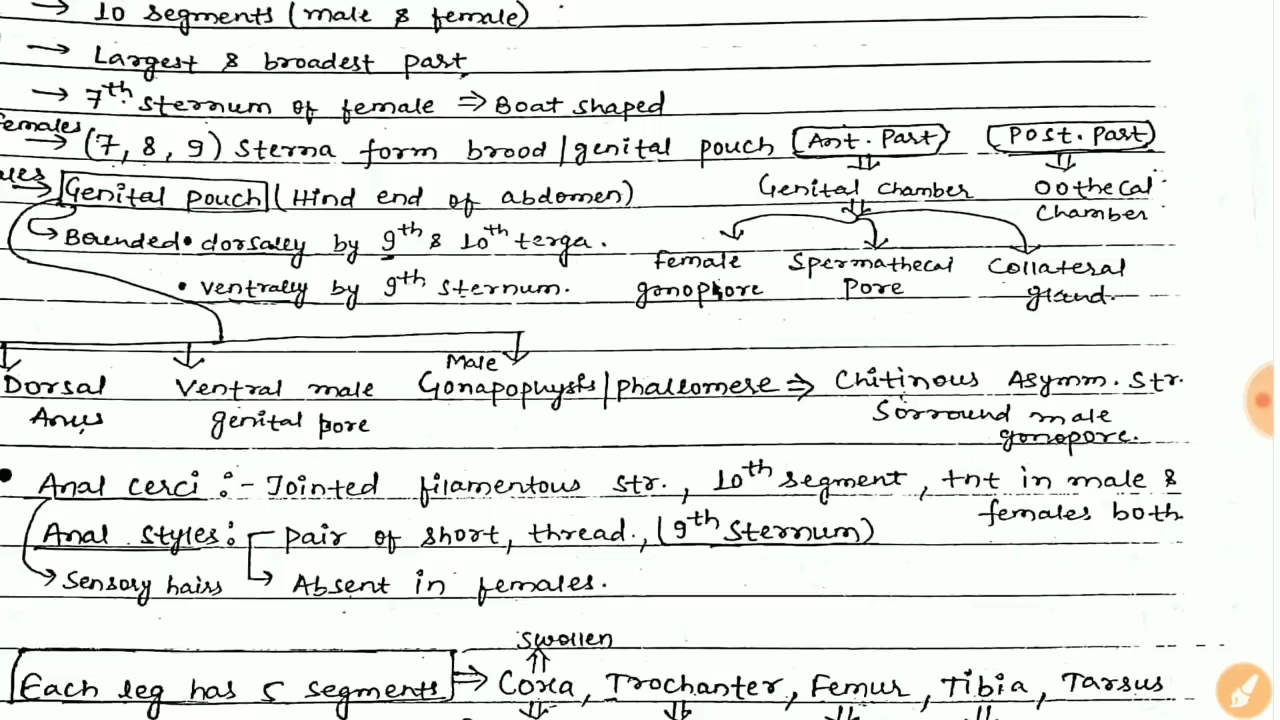 → 10 segments (male & female)
→ Largest & broadest part
→ 7th sternum of female ⇒ Boat shaped
females → (7, 8, 9) Sterna form brood/genital pouch
Ant. Part
Post. Part
Genital chamber
Oothecal
Chamber
→ Genital pouch (Hind end of abdomen)
→ Bounded • dorsally by 9th & 10th terga.
• ventrally by 9th Sternum.
female
gonopore
Spermathecal
Pore
Collateral
gland.
Dorsal
Anus
Ventral male
genital pore
Male
Gonapophysis/phallomere ⇒ Chitinous Asymm. Str.
Sorround male
gonopore.
• Anal cerci :- Jointed filamentous str., 10th segment, tnt in male &
females both
Anal Styles : pair of short, thread., (9th Sternum)
→ Sensory hairs
→ Absent in females.
Swollen
Each leg has 5 segments ⇒ Coxa, Trochanter, Femur, Tibia, Tarsus